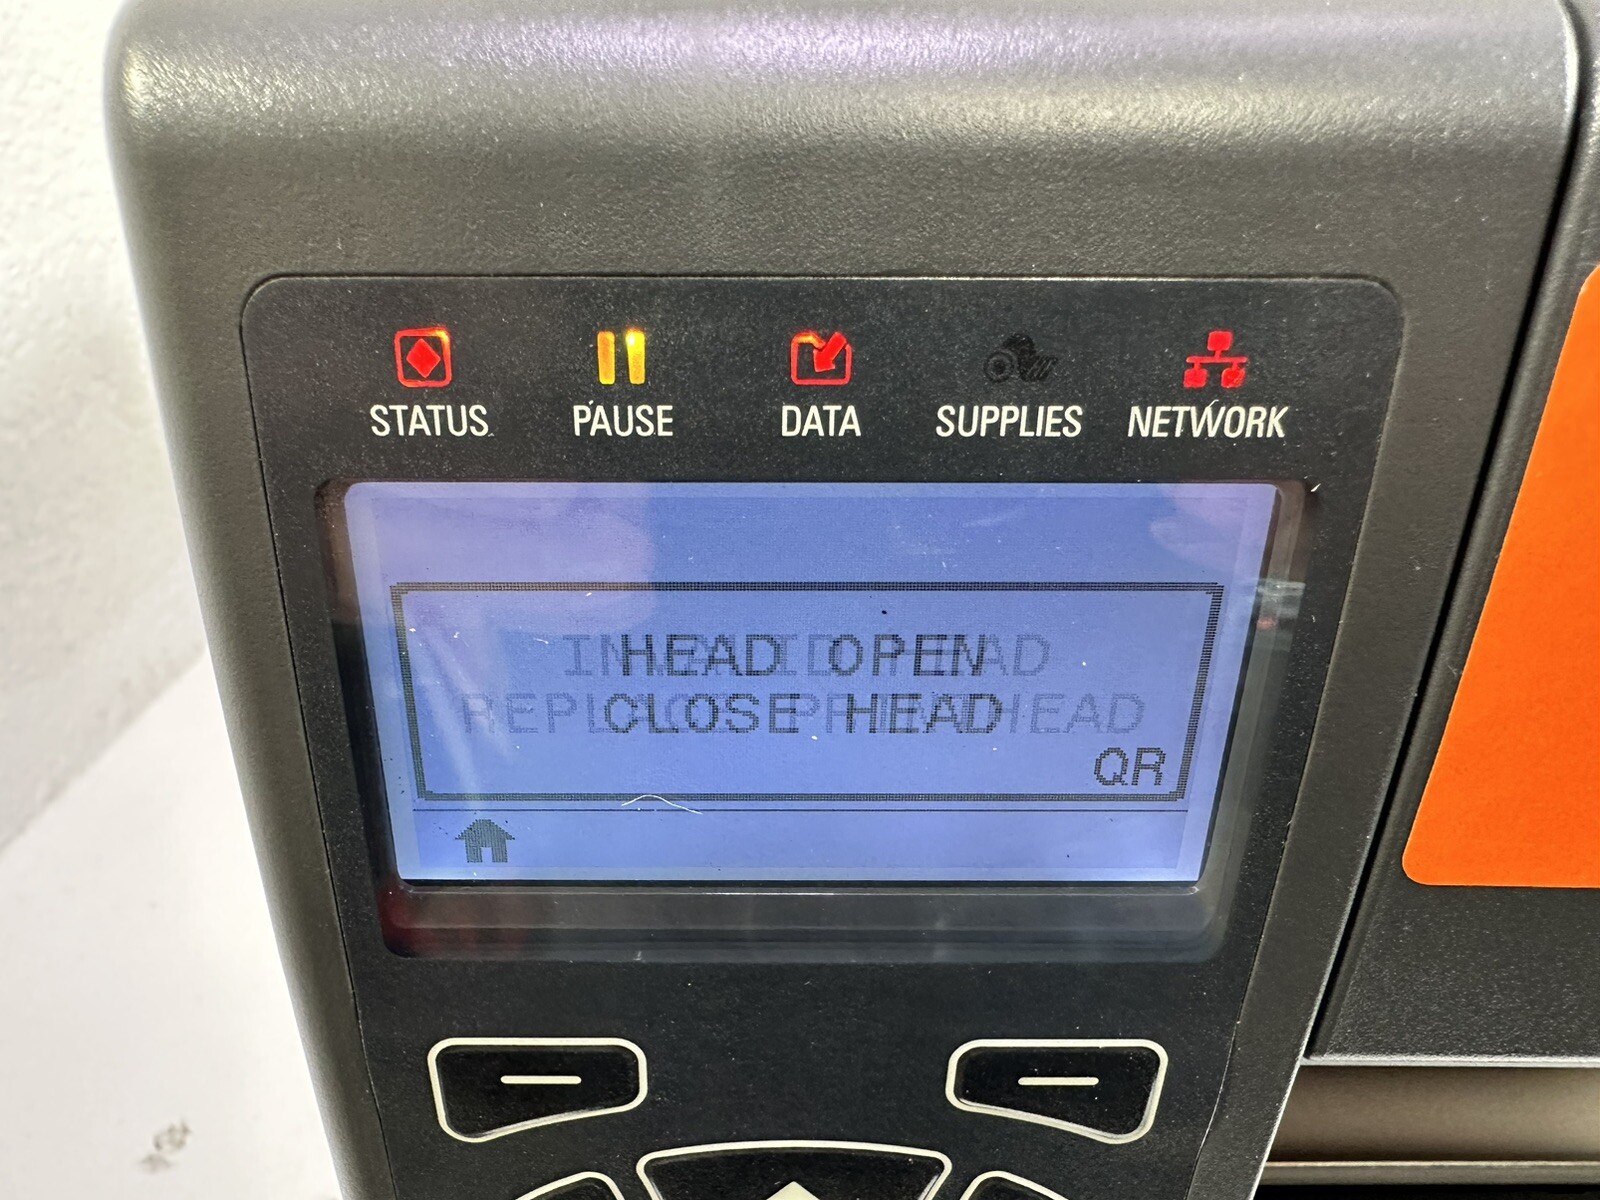 STATUS PAUSE DATA SUPPLIES NETWORK
HEAD OPEN
CLOSE HEAD
QR